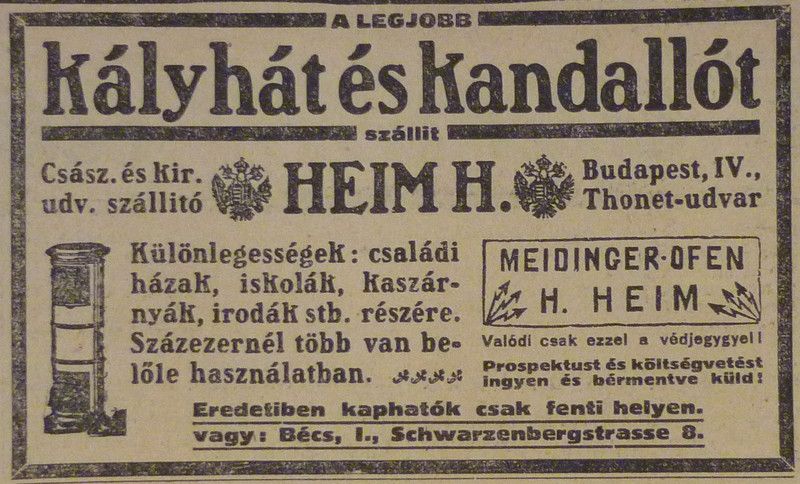 A LEGJOBB
kályhát és kandallót
szállit
Csász. és kir.
udv. szállitó
HEIM H.
Budapest, IV.,
Thonet-udvar
Különlegességek: családi
házak, iskolák, kaszár-
nyák, irodák stb. részére.
Százezernél több van be-
lőle használatban.
MEIDINGER-OFEN
H. HEIM
Valódi csak ezzel a védjegygyel!
Prospektust és költségvetést
ingyen és bérmentve küld!
Eredetiben kaphatók csak fenti helyen.
vagy: Bécs, I., Schwarzenbergstrasse 8.